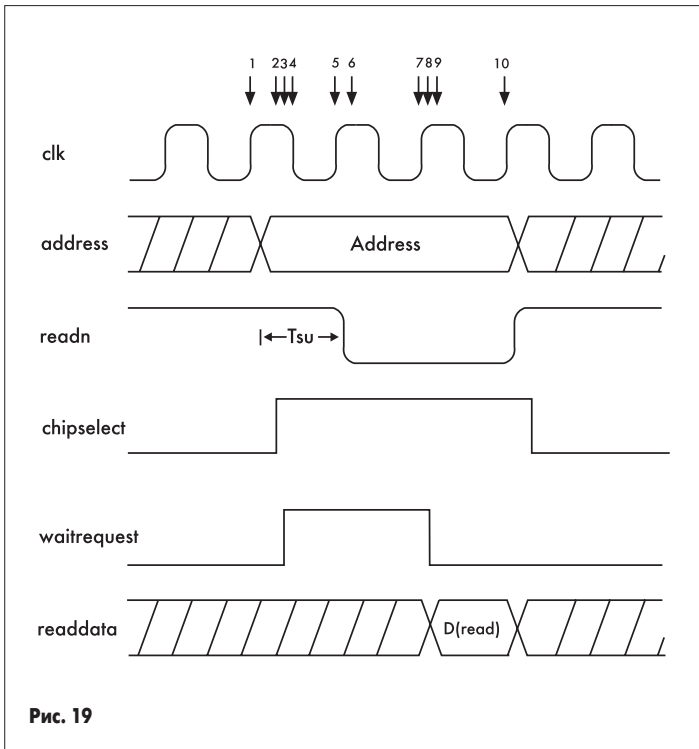 1 2 3 4 5 6 7 8 9 10
clk
address Address
readn Tsu
chipselect
waitrequest
readdata D(read)
Рис. 19